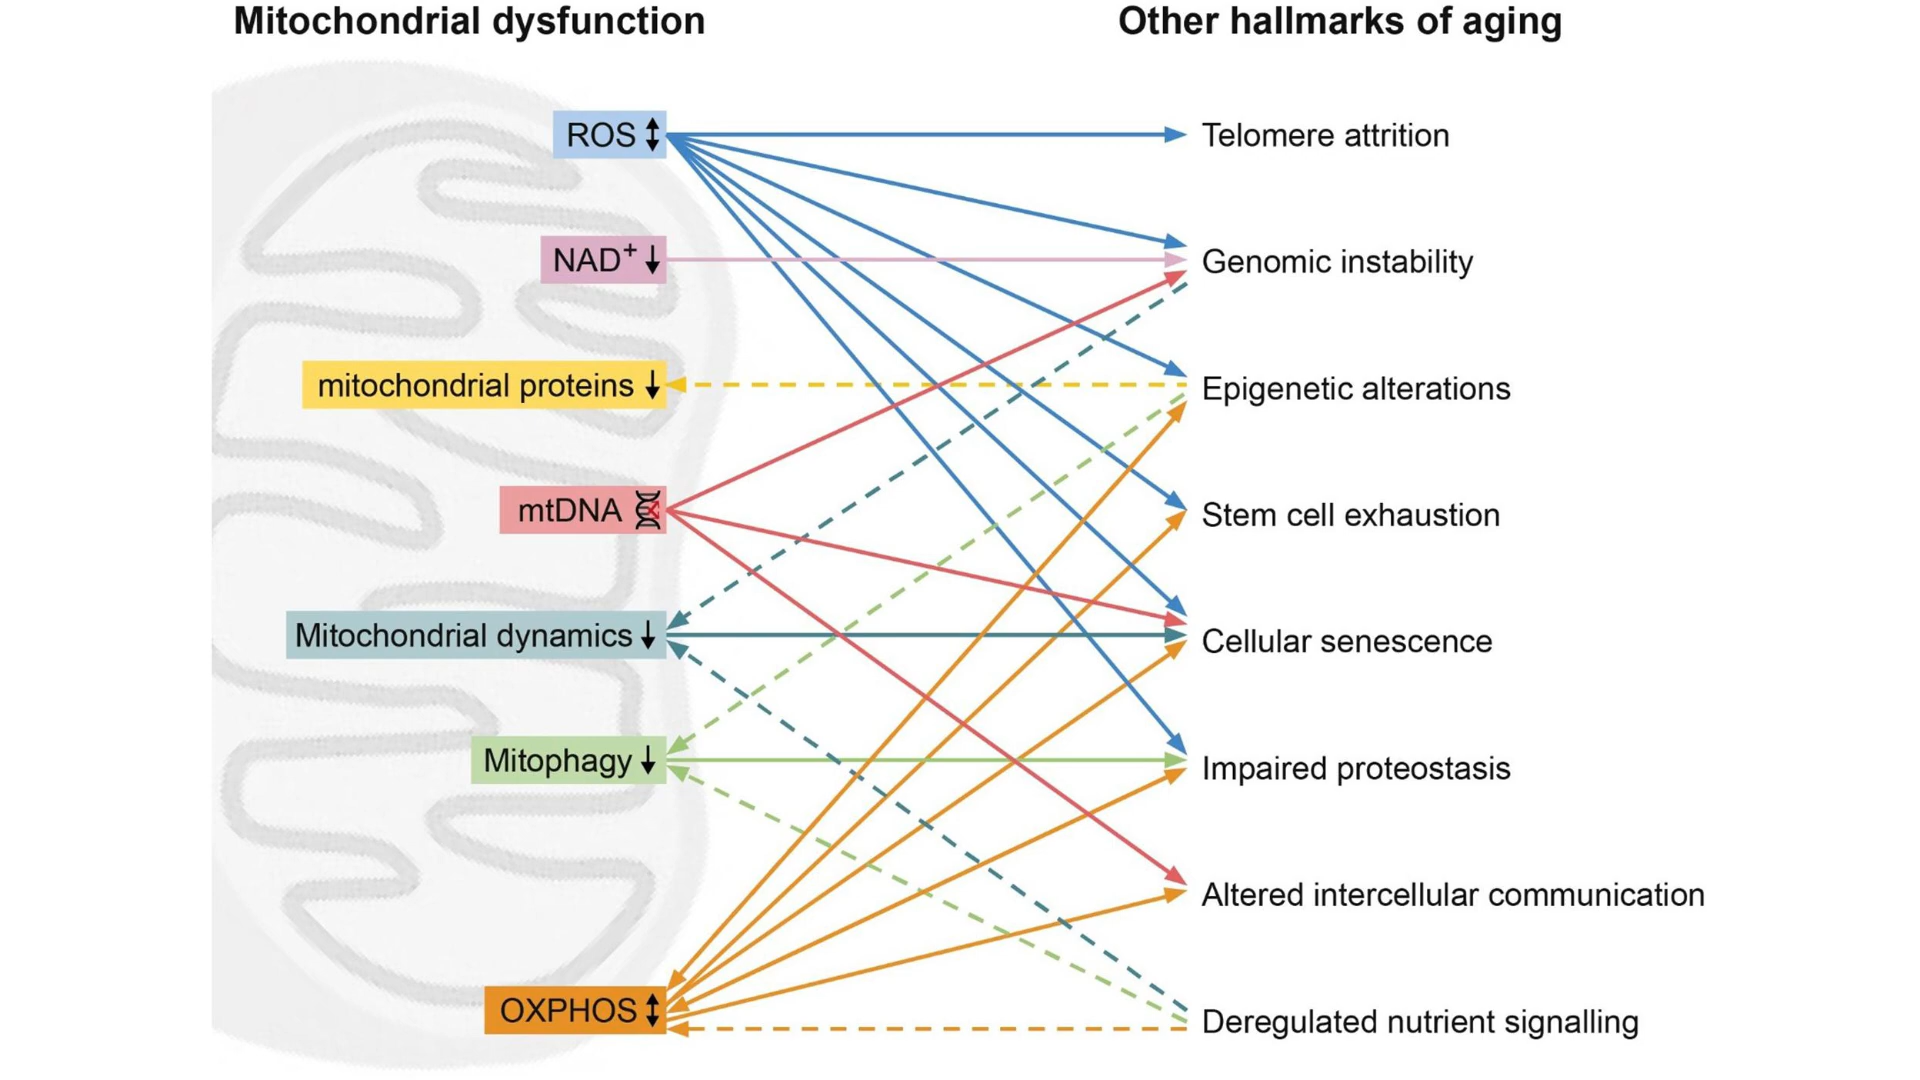 Mitochondrial dysfunction
Other hallmarks of aging
ROS
NAD⁺
mitochondrial proteins
mtDNA
Mitochondrial dynamics
Mitophagy
OXPHOS
Telomere attrition
Genomic instability
Epigenetic alterations
Stem cell exhaustion
Cellular senescence
Impaired proteostasis
Altered intercellular communication
Deregulated nutrient signalling